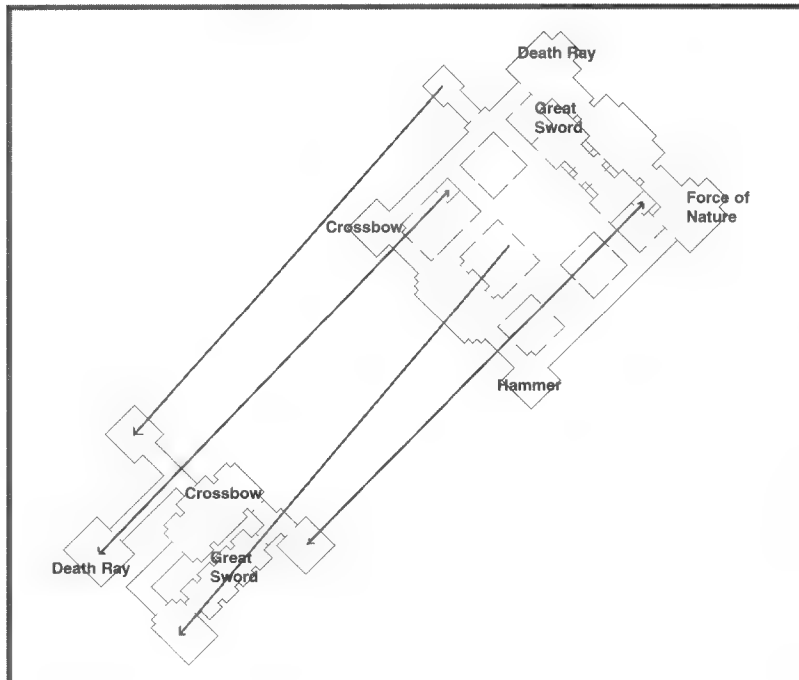 Death Ray
Great
Sword
Force of
Nature
Crossbow
Hammer
Crossbow
Great
Sword
Death Ray